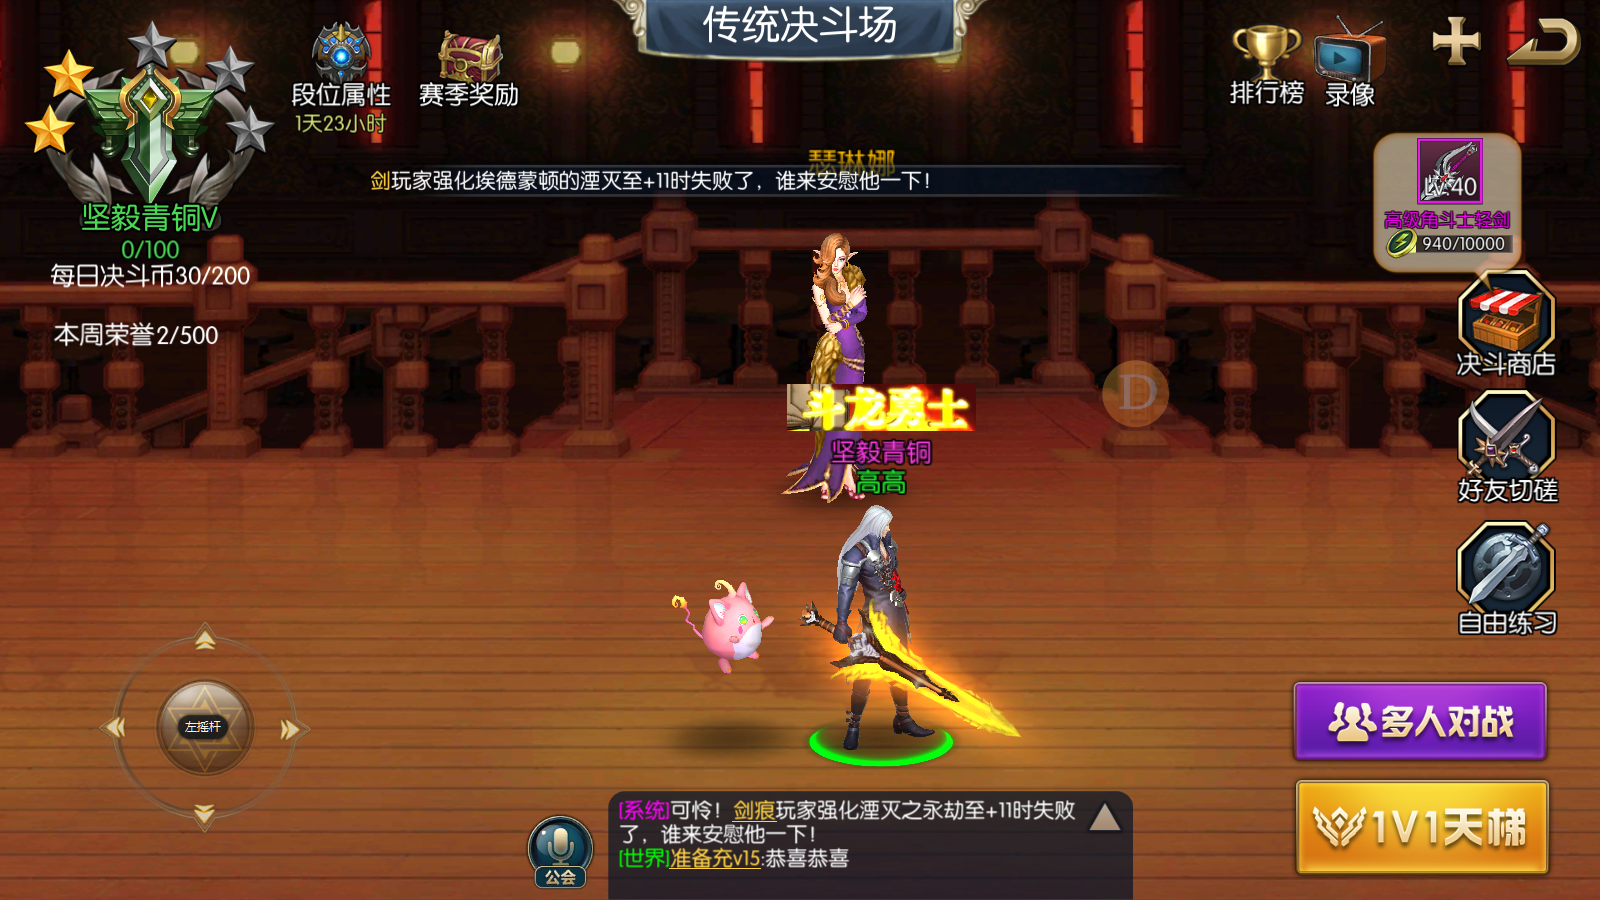 传统决斗场
段位属性
1天23小时
赛季奖励
排行榜
录像
瑟琳娜
剑玩家强化埃德蒙顿的湮灭至+11时失败了，谁来安慰他一下！
LV.40
高级角斗士轻剑
940/10000
坚毅青铜V
0/100
每日决斗币30/200
本周荣誉2/500
决斗商店
D
斗龙勇士
坚毅青铜
高高
好友切磋
自由练习
左摇杆
多人对战
1V1天梯
[系统]可怜！剑痕玩家强化湮灭之永劫至+11时失败
了，谁来安慰他一下！
[世界]准备充v15:恭喜恭喜
公会